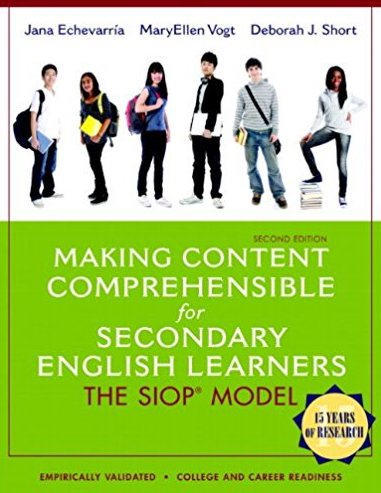 Jana Echevarría MaryEllen Vogt Deborah J. Short
SECOND EDITION
MAKING CONTENT
COMPREHENSIBLE
for
SECONDARY
ENGLISH LEARNERS
THE SIOP® MODEL
15 YEARS
OF RESEARCH
15
EMPIRICALLY VALIDATED • COLLEGE AND CAREER READINESS